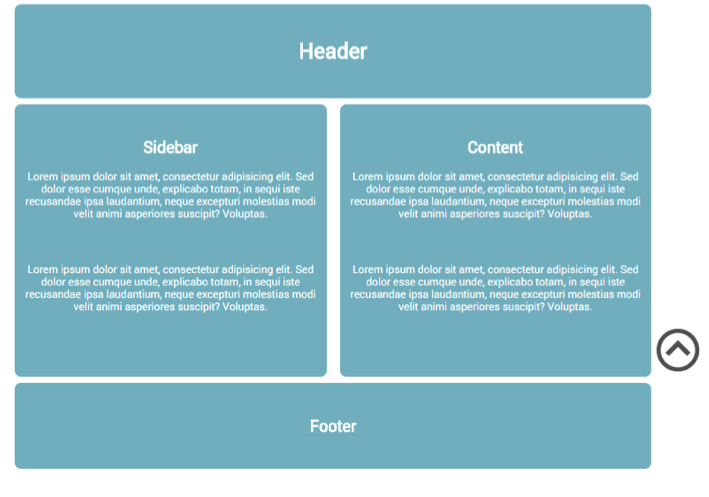 Header
Sidebar
Lorem ipsum dolor sit amet, consectetur adipisicing elit. Sed
dolor esse cumque unde, explicabo totam, in sequi iste
recusandae ipsa laudantium, neque excepturi molestias modi
velit animi asperiores suscipit? Voluptas.
Lorem ipsum dolor sit amet, consectetur adipisicing elit. Sed
dolor esse cumque unde, explicabo totam, in sequi iste
recusandae ipsa laudantium, neque excepturi molestias modi
velit animi asperiores suscipit? Voluptas.
Content
Lorem ipsum dolor sit amet, consectetur adipisicing elit. Sed
dolor esse cumque unde, explicabo totam, in sequi iste
recusandae ipsa laudantium, neque excepturi molestias modi
velit animi asperiores suscipit? Voluptas.
Lorem ipsum dolor sit amet, consectetur adipisicing elit. Sed
dolor esse cumque unde, explicabo totam, in sequi iste
recusandae ipsa laudantium, neque excepturi molestias modi
velit animi asperiores suscipit? Voluptas.
Footer